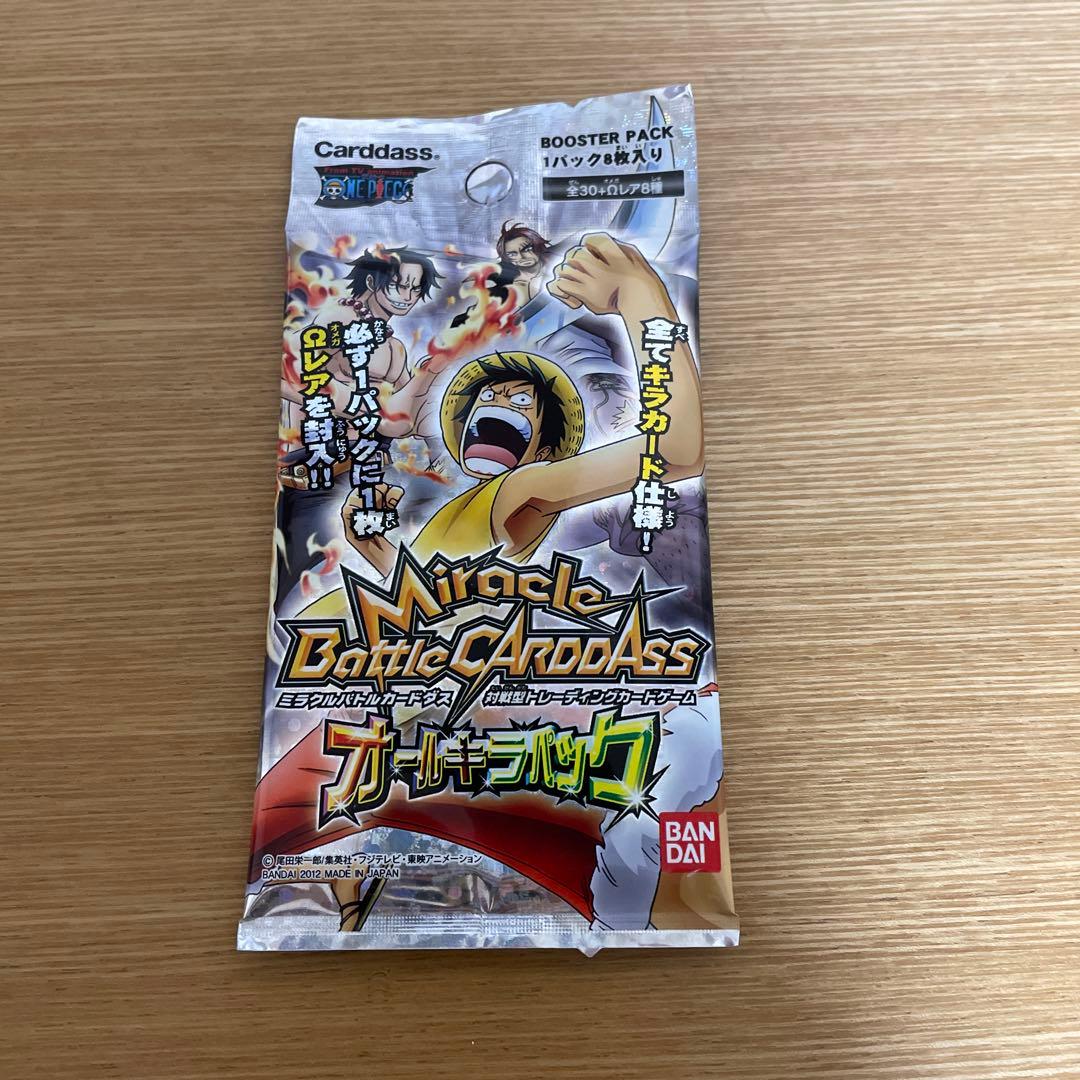 Carddass®
From TV animation
ONE PIECE
BOOSTER PACK
1パック8枚入り
全30+Ωレア8種
全てキラカード仕様!
必ず1パックに1枚
Ωレアを封入!!
Miracle
Battle CARDDASS
ミラクルバトルカードダス 対戦型トレーディングカードゲーム
オールキラパック
BAN
DAI
©尾田栄一郎/集英社・フジテレビ・東映アニメーション
BANDAI 2012 MADE IN JAPAN